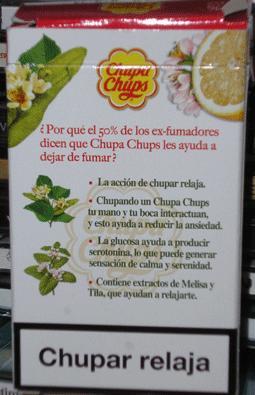 Chupa
Chups
¿Por qué el 50% de los ex-fumadores
dicen que Chupa Chups les ayuda a
dejar de fumar?
• La acción de chupar relaja.
• Chupando un Chupa Chups
tu mano y tu boca interactuan,
y esto ayuda a reducir la ansiedad.
• La glucosa ayuda a producir
serotonina, lo que puede generar
sensación de calma y serenidad.
• Contiene extractos de Melisa y
Tila, que ayudan a relajarte.
Chupar relaja